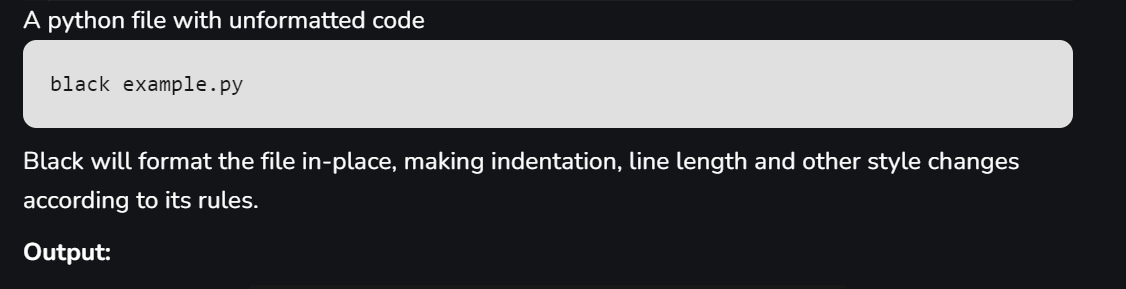 A python file with unformatted code
black example.py
Black will format the file in-place, making indentation, line length and other style changes
according to its rules.
Output: